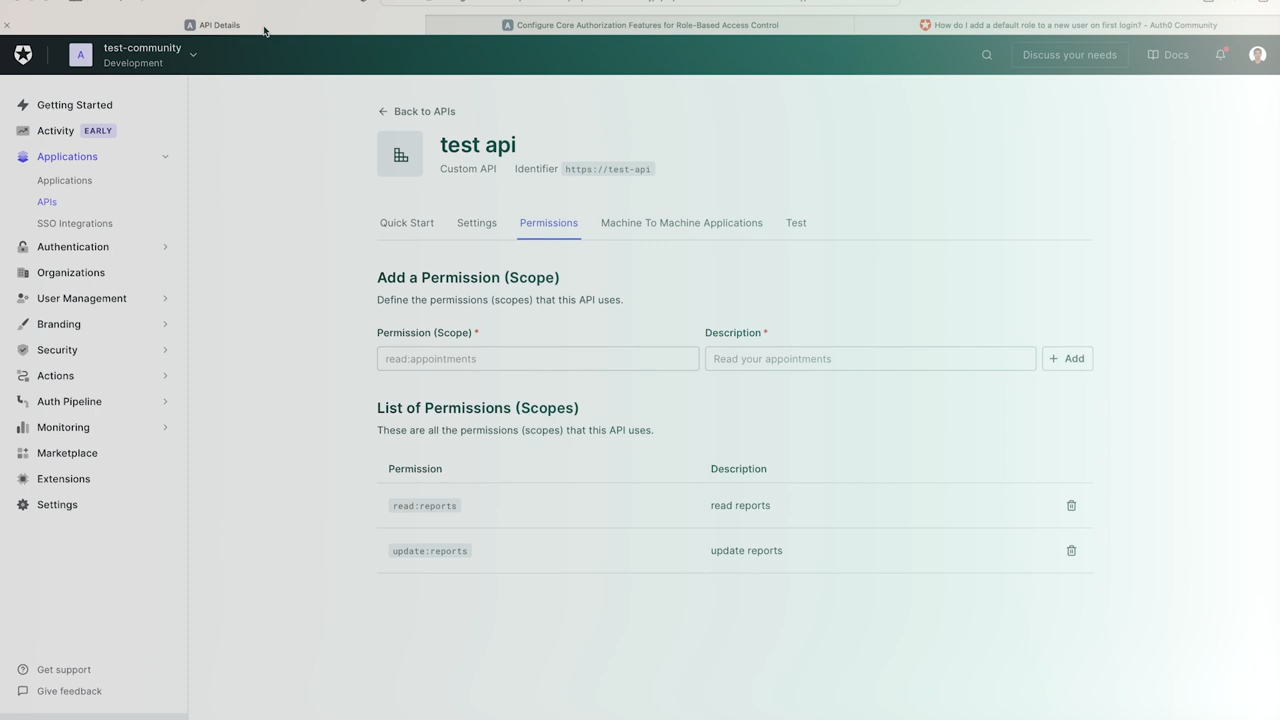 API Details
Configure Core Authorization Features for Role-Based Access Control
How do I add a default role to a new user on first login? - Auth0 Community
A
test-community
Development
Discuss your needs
Docs
Getting Started
Activity EARLY
Applications
Applications
APIs
SSO Integrations
Authentication
Organizations
User Management
Branding
Security
Actions
Auth Pipeline
Monitoring
Marketplace
Extensions
Settings
Get support
Give feedback
Back to APIs
test api
Custom API Identifier https://test-api
Quick Start Settings Permissions Machine To Machine Applications Test
Add a Permission (Scope)
Define the permissions (scopes) that this API uses.
Permission (Scope) * Description *
read:appointments Read your appointments + Add
List of Permissions (Scopes)
These are all the permissions (scopes) that this API uses.
Permission Description
read:reports read reports
update:reports update reports